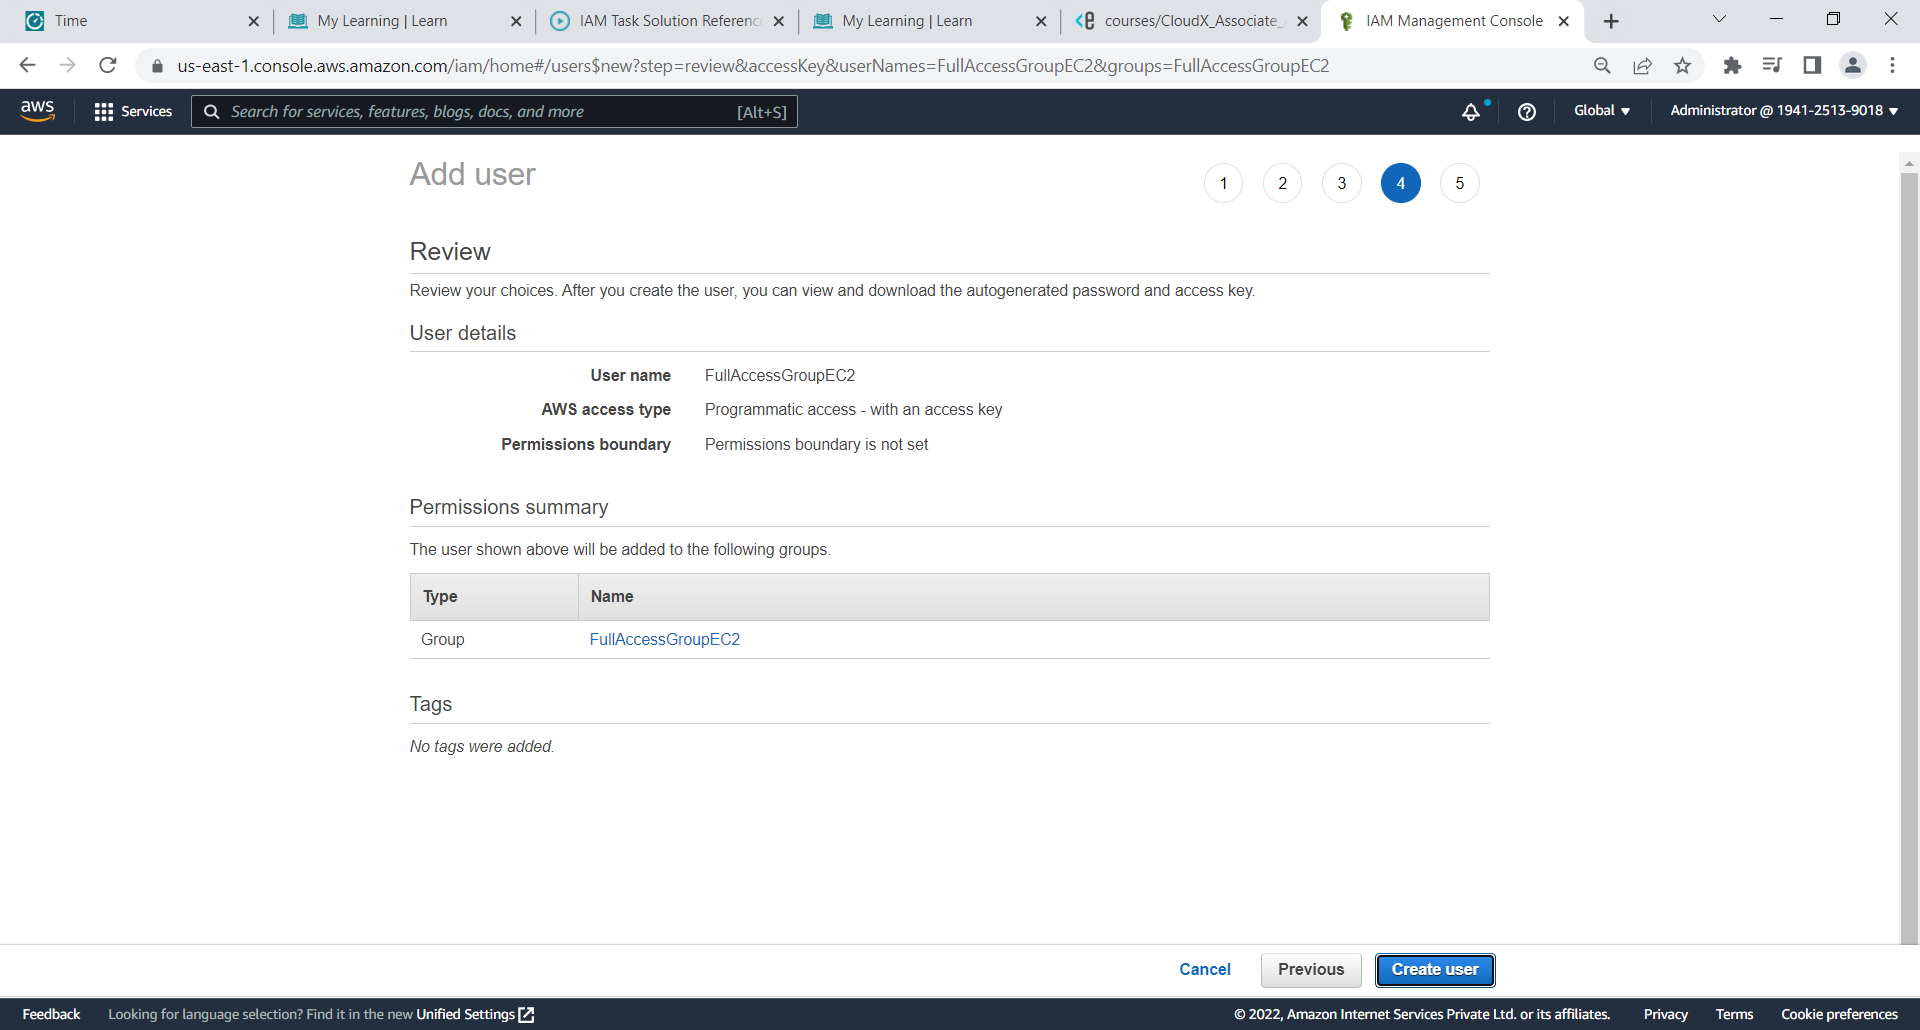 Time
My Learning | Learn
IAM Task Solution Referenc
My Learning | Learn
courses/CloudX_Associate_
IAM Management Console
us-east-1.console.aws.amazon.com/iam/home#/users$new?step=review&accessKey&userNames=FullAccessGroupEC2&groups=FullAccessGroupEC2
aws
Services
Search for services, features, blogs, docs, and more
[Alt+S]
Global
Administrator @ 1941-2513-9018
Add user
1
2
3
4
5
Review
Review your choices. After you create the user, you can view and download the autogenerated password and access key.
User details
User name FullAccessGroupEC2
AWS access type Programmatic access - with an access key
Permissions boundary Permissions boundary is not set
Permissions summary
The user shown above will be added to the following groups.
Type Name
Group FullAccessGroupEC2
Tags
No tags were added.
Cancel
Previous
Create user
Feedback
Looking for language selection? Find it in the new Unified Settings
© 2022, Amazon Internet Services Private Ltd. or its affiliates.
Privacy
Terms
Cookie preferences